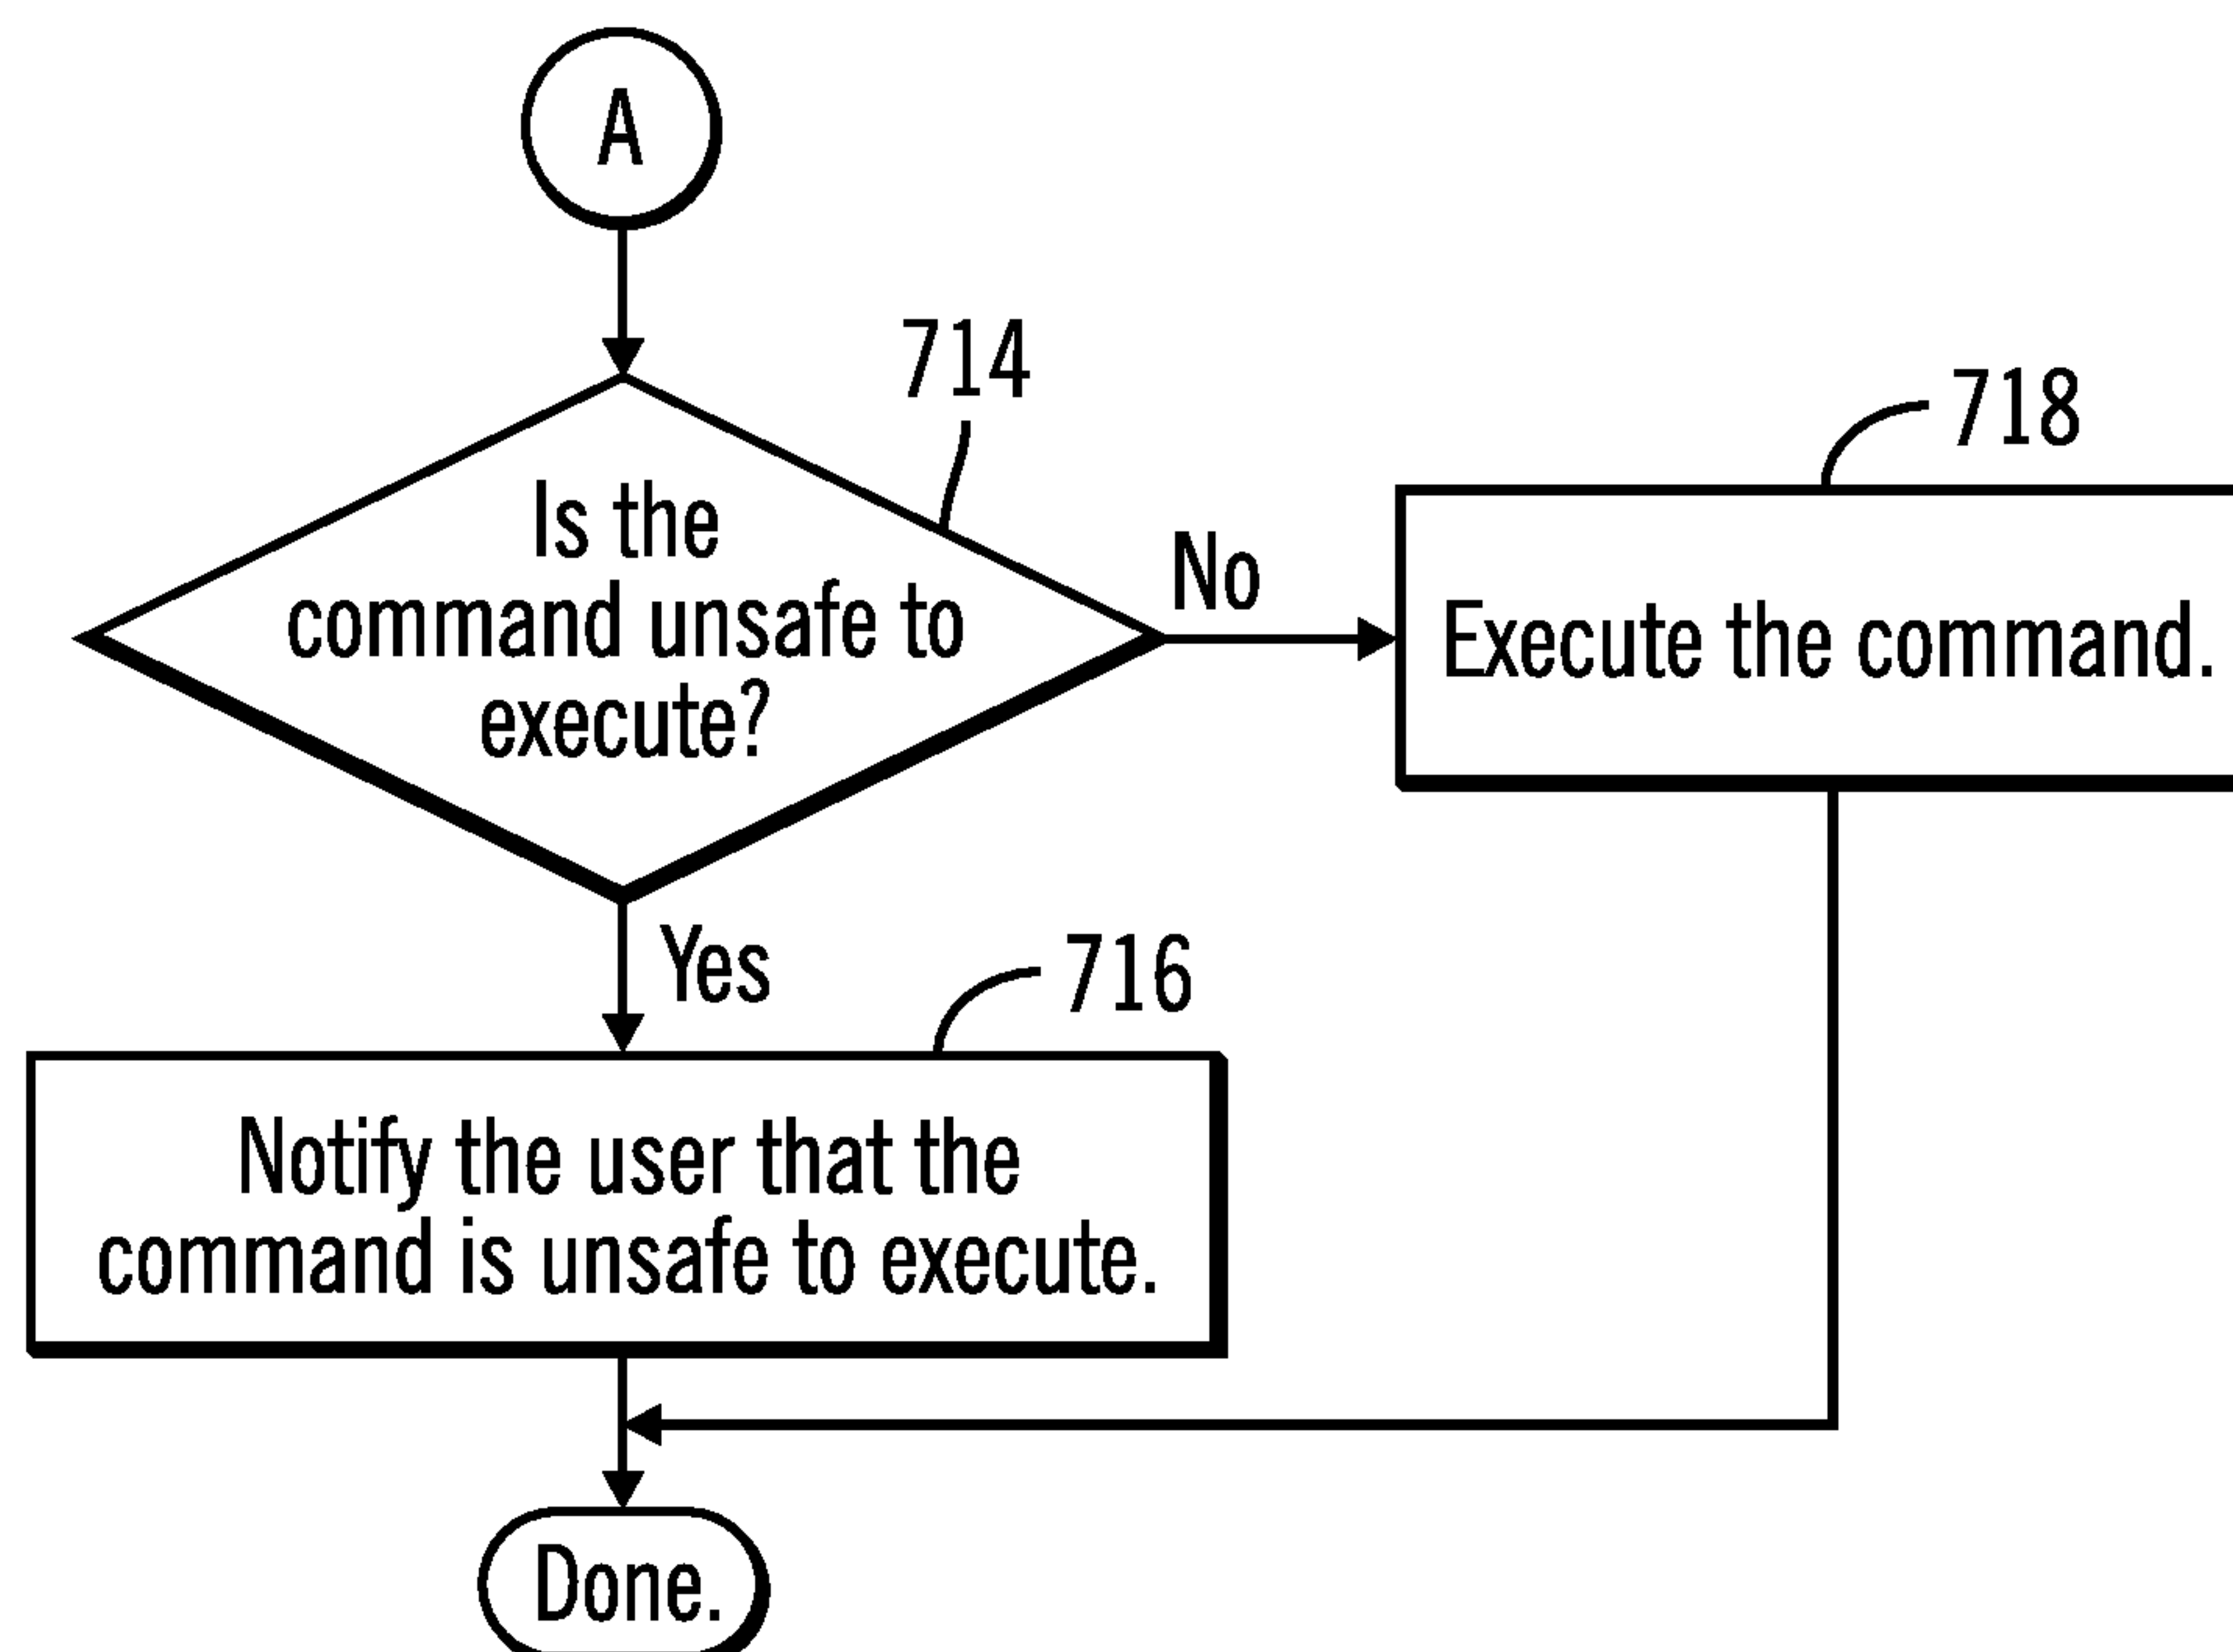 A
714
718
Is the
command unsafe to
execute?
No
Execute the command.
Yes
716
Notify the user that the
command is unsafe to execute.
Done.